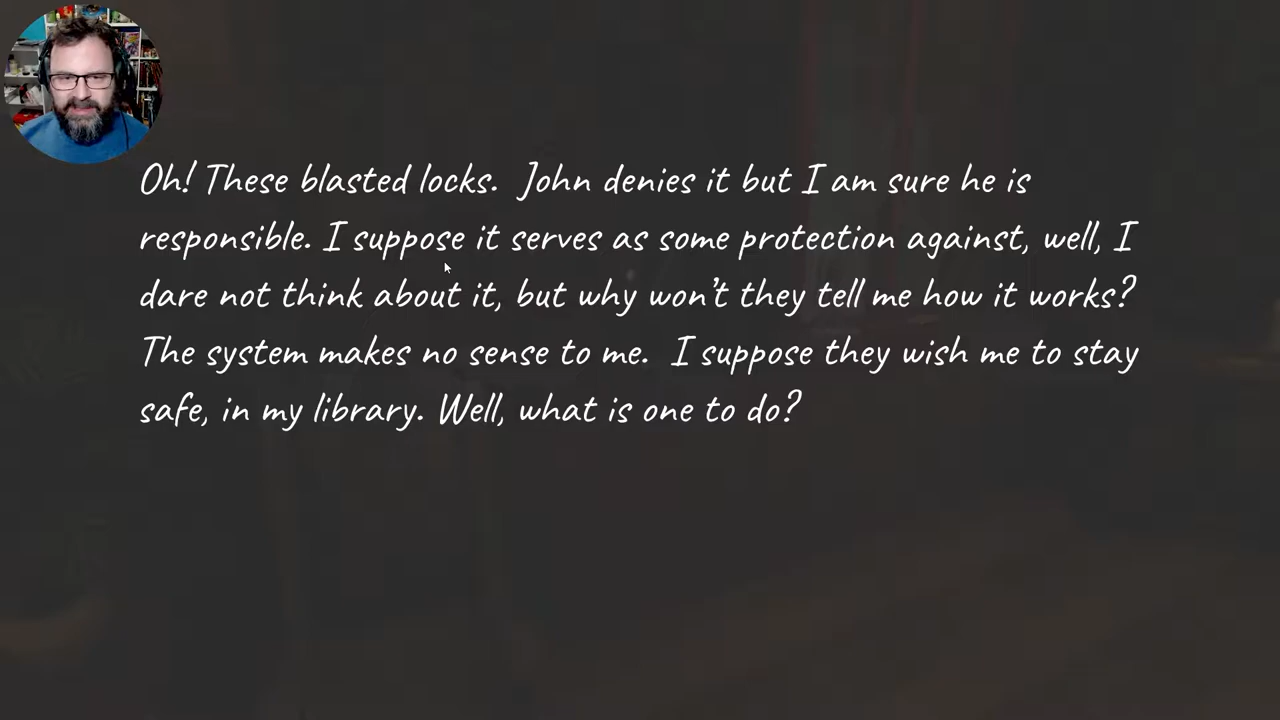 Oh! These blasted locks.  John denies it but I am sure he is
responsible. I suppose it serves as some protection against, well, I
dare not think about it, but why won't they tell me how it works?
The system makes no sense to me.  I suppose they wish me to stay
safe, in my library. Well, what is one to do?